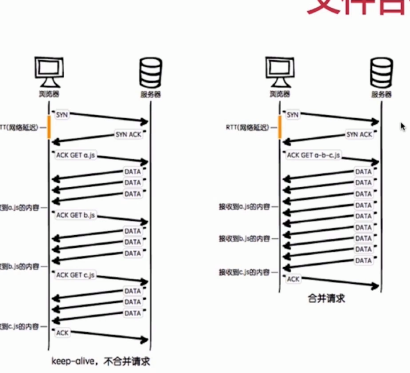 文件
浏览器
服务器
SYN
TT(网络延迟)
SYN ACK
ACK GET a.js
DATA
DATA
DATA
到a.js的内容
ACK GET b.js
DATA
DATA
DATA
到b.js的内容
ACK GET c.js
DATA
DATA
DATA
到c.js的内容
ACK
keep-alive，不合并请求
浏览器
服务器
SYN
RTT(网络延迟)
SYN ACK
ACK GET a-b-c.js
DATA
DATA
DATA
接收到a.js的内容
DATA
DATA
DATA
接收到b.js的内容
DATA
DATA
接收到c.js的内容
ACK
合并请求